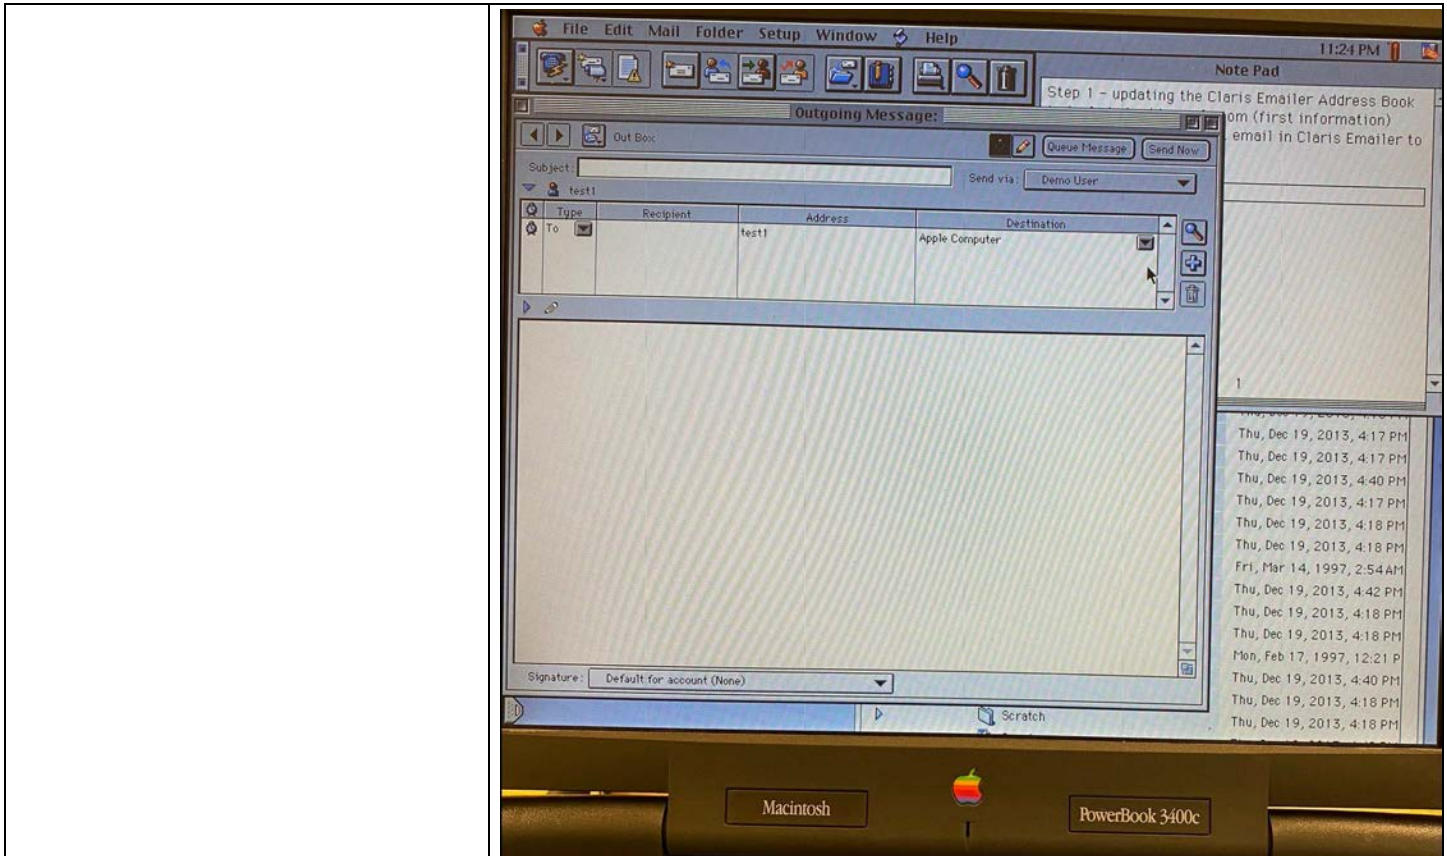 File Edit Mail Folder Setup Window Help
11:24 PM
Note Pad
Step 1 - updating the Claris Emailer Address Book
om (first information)
email in Claris Emailer to
1
Outgoing Message:
Out Box
Queue Message
Send Now
Subject:
Send via: Demo User
test1
Type Recipient Address Destination
To test1 Apple Computer
Signature: Default for account (None)
Thu, Dec 19, 2013, 4:17 PM
Thu, Dec 19, 2013, 4:17 PM
Thu, Dec 19, 2013, 4:40 PM
Thu, Dec 19, 2013, 4:17 PM
Thu, Dec 19, 2013, 4:18 PM
Thu, Dec 19, 2013, 4:18 PM
Fri, Mar 14, 1997, 2:54 AM
Thu, Dec 19, 2013, 4:42 PM
Thu, Dec 19, 2013, 4:18 PM
Thu, Dec 19, 2013, 4:18 PM
Mon, Feb 17, 1997, 12:21 P
Thu, Dec 19, 2013, 4:40 PM
Thu, Dec 19, 2013, 4:18 PM
Thu, Dec 19, 2013, 4:18 PM
Scratch
Macintosh
PowerBook 3400c